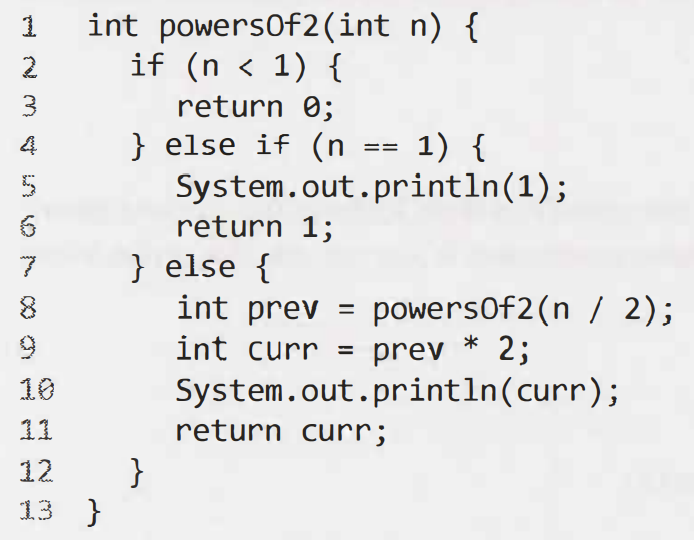 1 int powersOf2(int n) {
2 if (n < 1) {
3 return 0;
4 } else if (n == 1) {
5 System.out.println(1);
6 return 1;
7 } else {
8 int prev = powersOf2(n / 2);
9 int curr = prev * 2;
10 System.out.println(curr);
11 return curr;
12 }
13 }